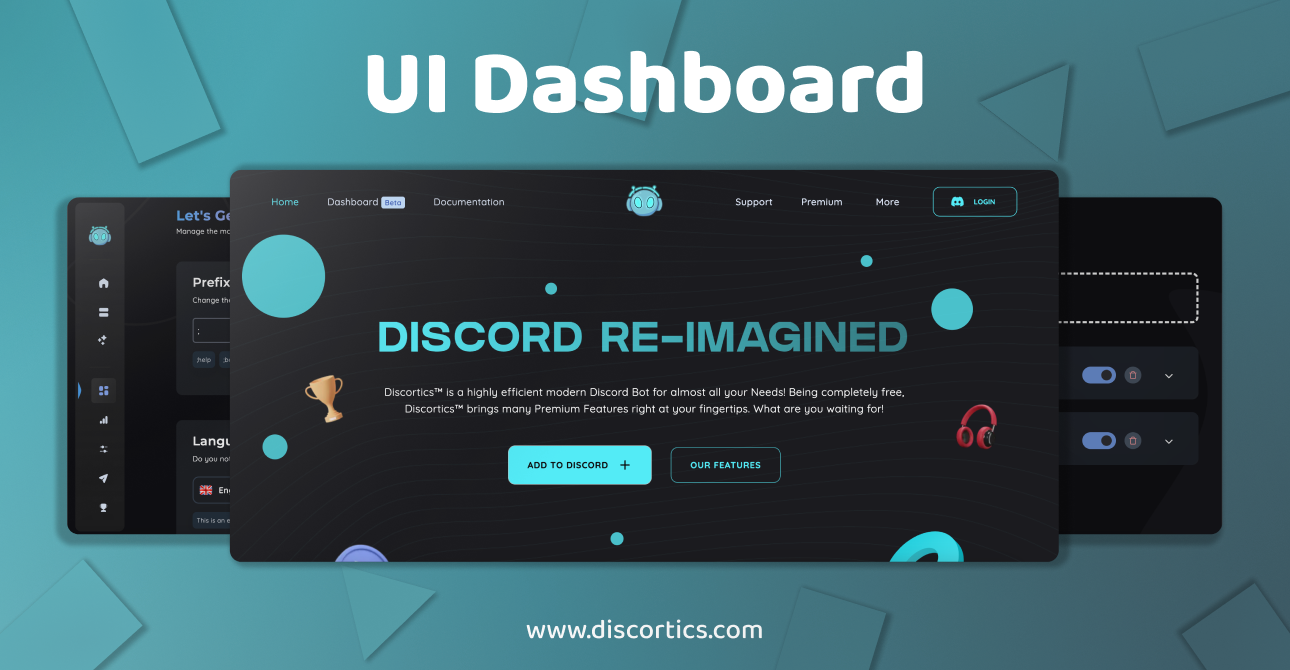 UI Dashboard
Home
Dashboard Beta
Documentation
Support
Premium
More
LOGIN
Let's
Manage the
Prefix
Change the
;
;help
DISCORD RE-IMAGINED
Discortics™ is a highly efficient modern Discord Bot for almost all your Needs! Being completely free,
Discortics™ brings many Premium Features right at your fingertips. What are you waiting for!
ADD TO DISCORD +
OUR FEATURES
Do you
This is an
www.discortics.com